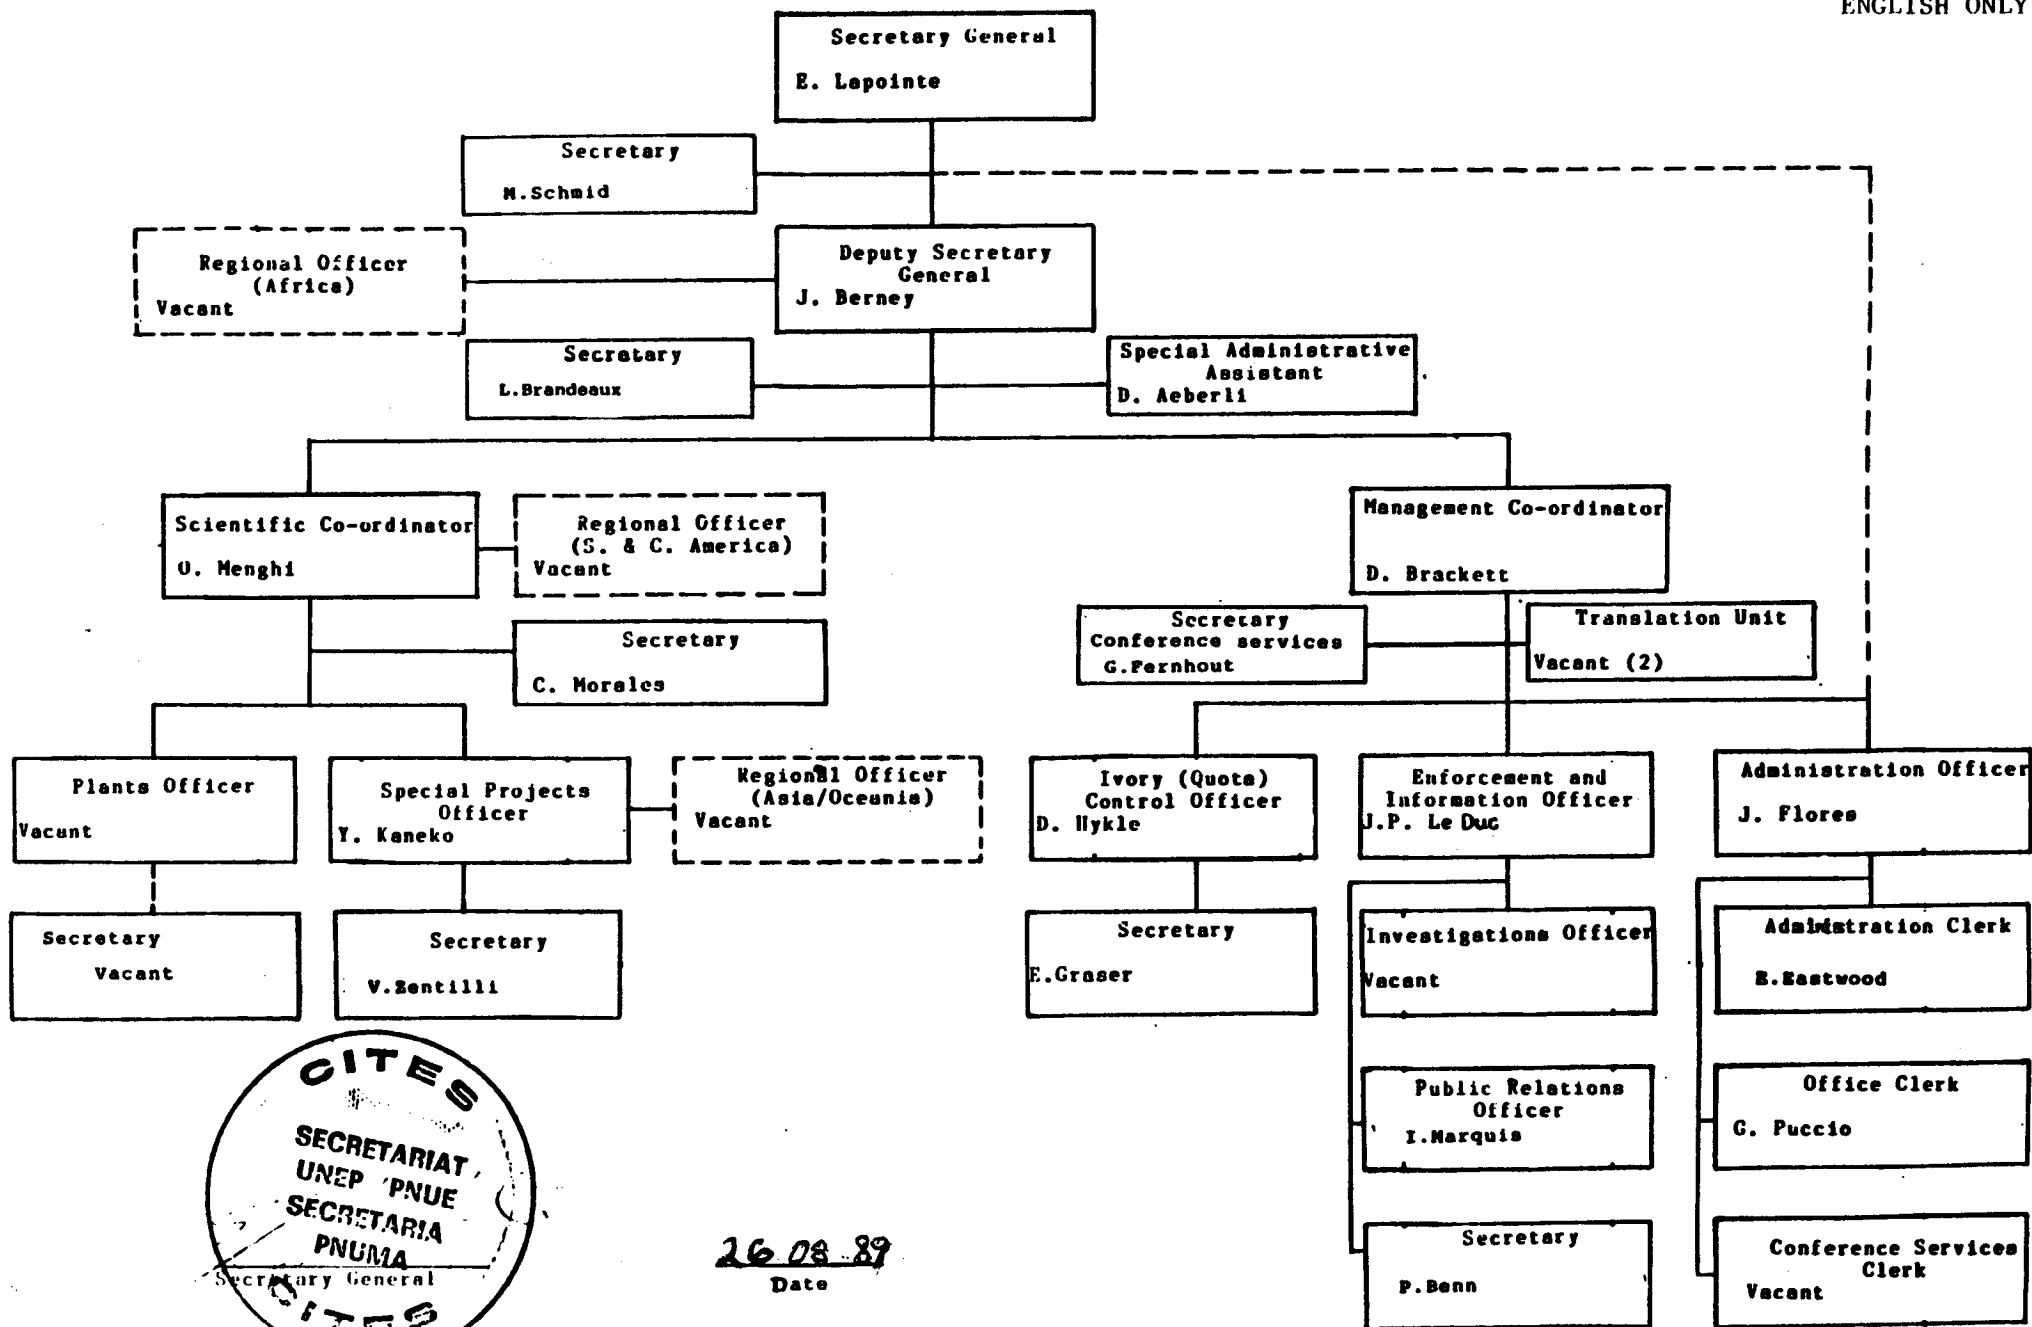 ENGLISH ONLY
Secretary General
E. Lapointe
Secretary
M.Schmid
Regional Officer
(Africa)
Vacant
Deputy Secretary
General
J. Berney
Secretary
L.Brandeaux
Special Administrative
Assistant
D. Aeberli
Scientific Co-ordinator
O. Menghi
Regional Officer
(S. & C. America)
Vacant
Management Co-ordinator
D. Brackett
Secretary
C. Morales
Secretary
Conference services
G.Pernhout
Translation Unit
Vacant (2)
Plants Officer
Vacant
Special Projects
Officer
Y. Kaneko
Regional Officer
(Asia/Oceania)
Vacant
Ivory (Quota)
Control Officer
D. Hykle
Enforcement and
Information Officer
J.P. Le Duc
Administration Officer
J. Flores
Secretary
Vacant
Secretary
V.Zentilli
Secretary
E.Graser
Investigations Officer
Vacant
Administration Clerk
E.Eastwood
Public Relations
Officer
I.Marquis
Office Clerk
G. Puccio
Secretary
P.Benn
Conference Services
Clerk
Vacant
CITES
SECRETARIAT
UNEP PNUE
SECRETARIA
PNUMA
Secretary General
CITES
26 08 89
Date